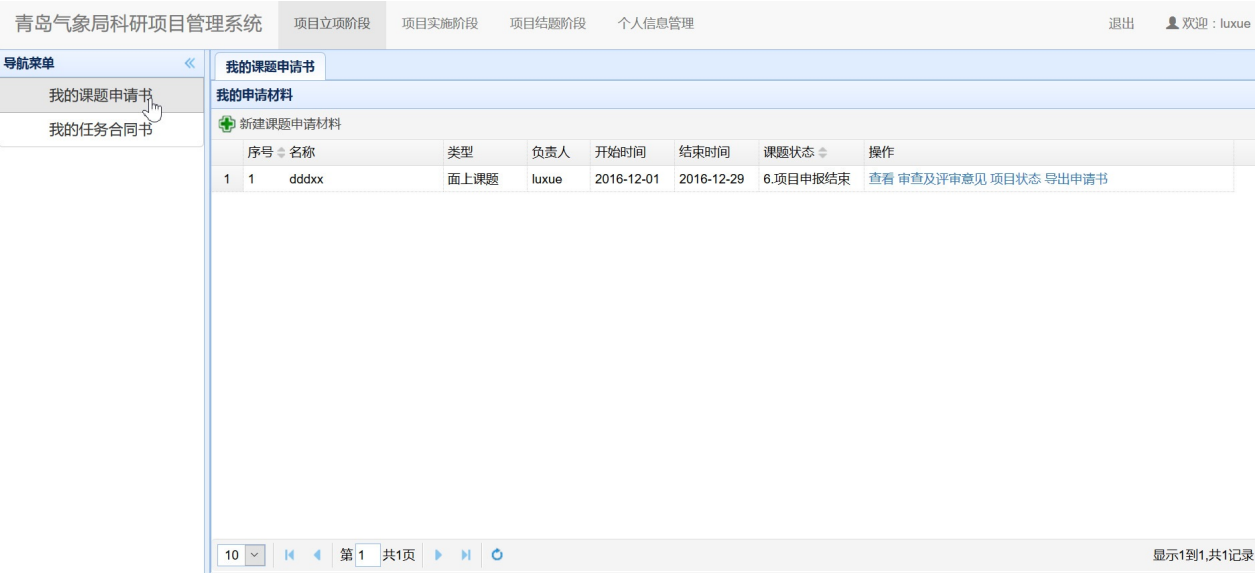 青岛气象局科研项目管理系统 项目立项阶段 项目实施阶段 项目结题阶段 个人信息管理 退出 欢迎：luxue
导航菜单
我的课题申请书
我的任务合同书
我的课题申请书
我的申请材料
新建课题申请材料
序号 名称 类型 负责人 开始时间 结束时间 课题状态 操作
1 1 dddxx 面上课题 luxue 2016-12-01 2016-12-29 6.项目申报结束 查看 审查及评审意见 项目状态 导出申请书
10 第 1 共1页 显示1到1,共1记录